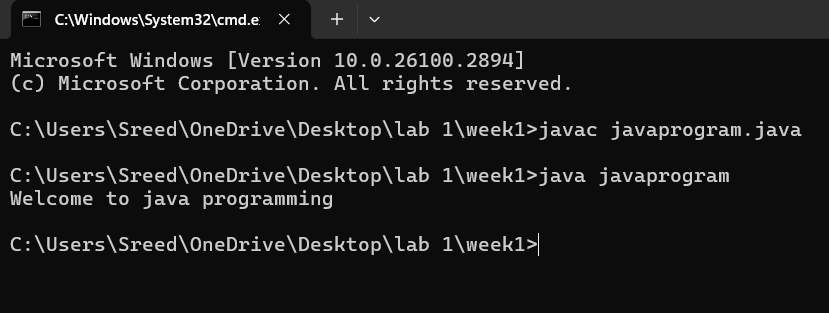 C:\Windows\System32\cmd.e
Microsoft Windows [Version 10.0.26100.2894]
(c) Microsoft Corporation. All rights reserved.
C:\Users\Sreed\OneDrive\Desktop\lab 1\week1>javac javaprogram.java
C:\Users\Sreed\OneDrive\Desktop\lab 1\week1>java javaprogram
Welcome to java programming
C:\Users\Sreed\OneDrive\Desktop\lab 1\week1>